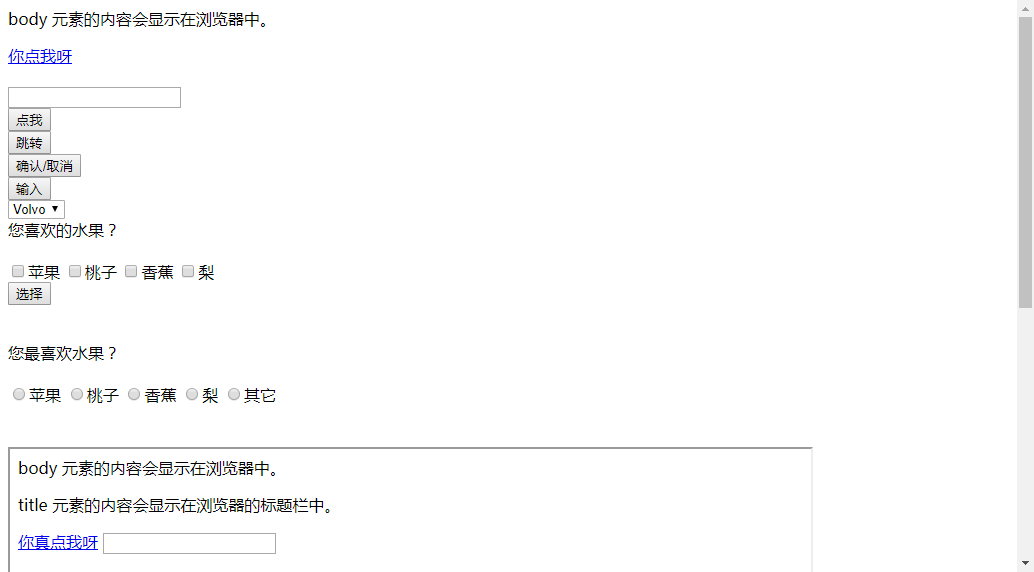 body 元素的内容会显示在浏览器中。
你点我呀
点我
跳转
确认/取消
输入
Volvo
您喜欢的水果？
苹果 桃子 香蕉 梨
选择
您最喜欢水果？
苹果 桃子 香蕉 梨 其它
body 元素的内容会显示在浏览器中。
title 元素的内容会显示在浏览器的标题栏中。
你真点我呀